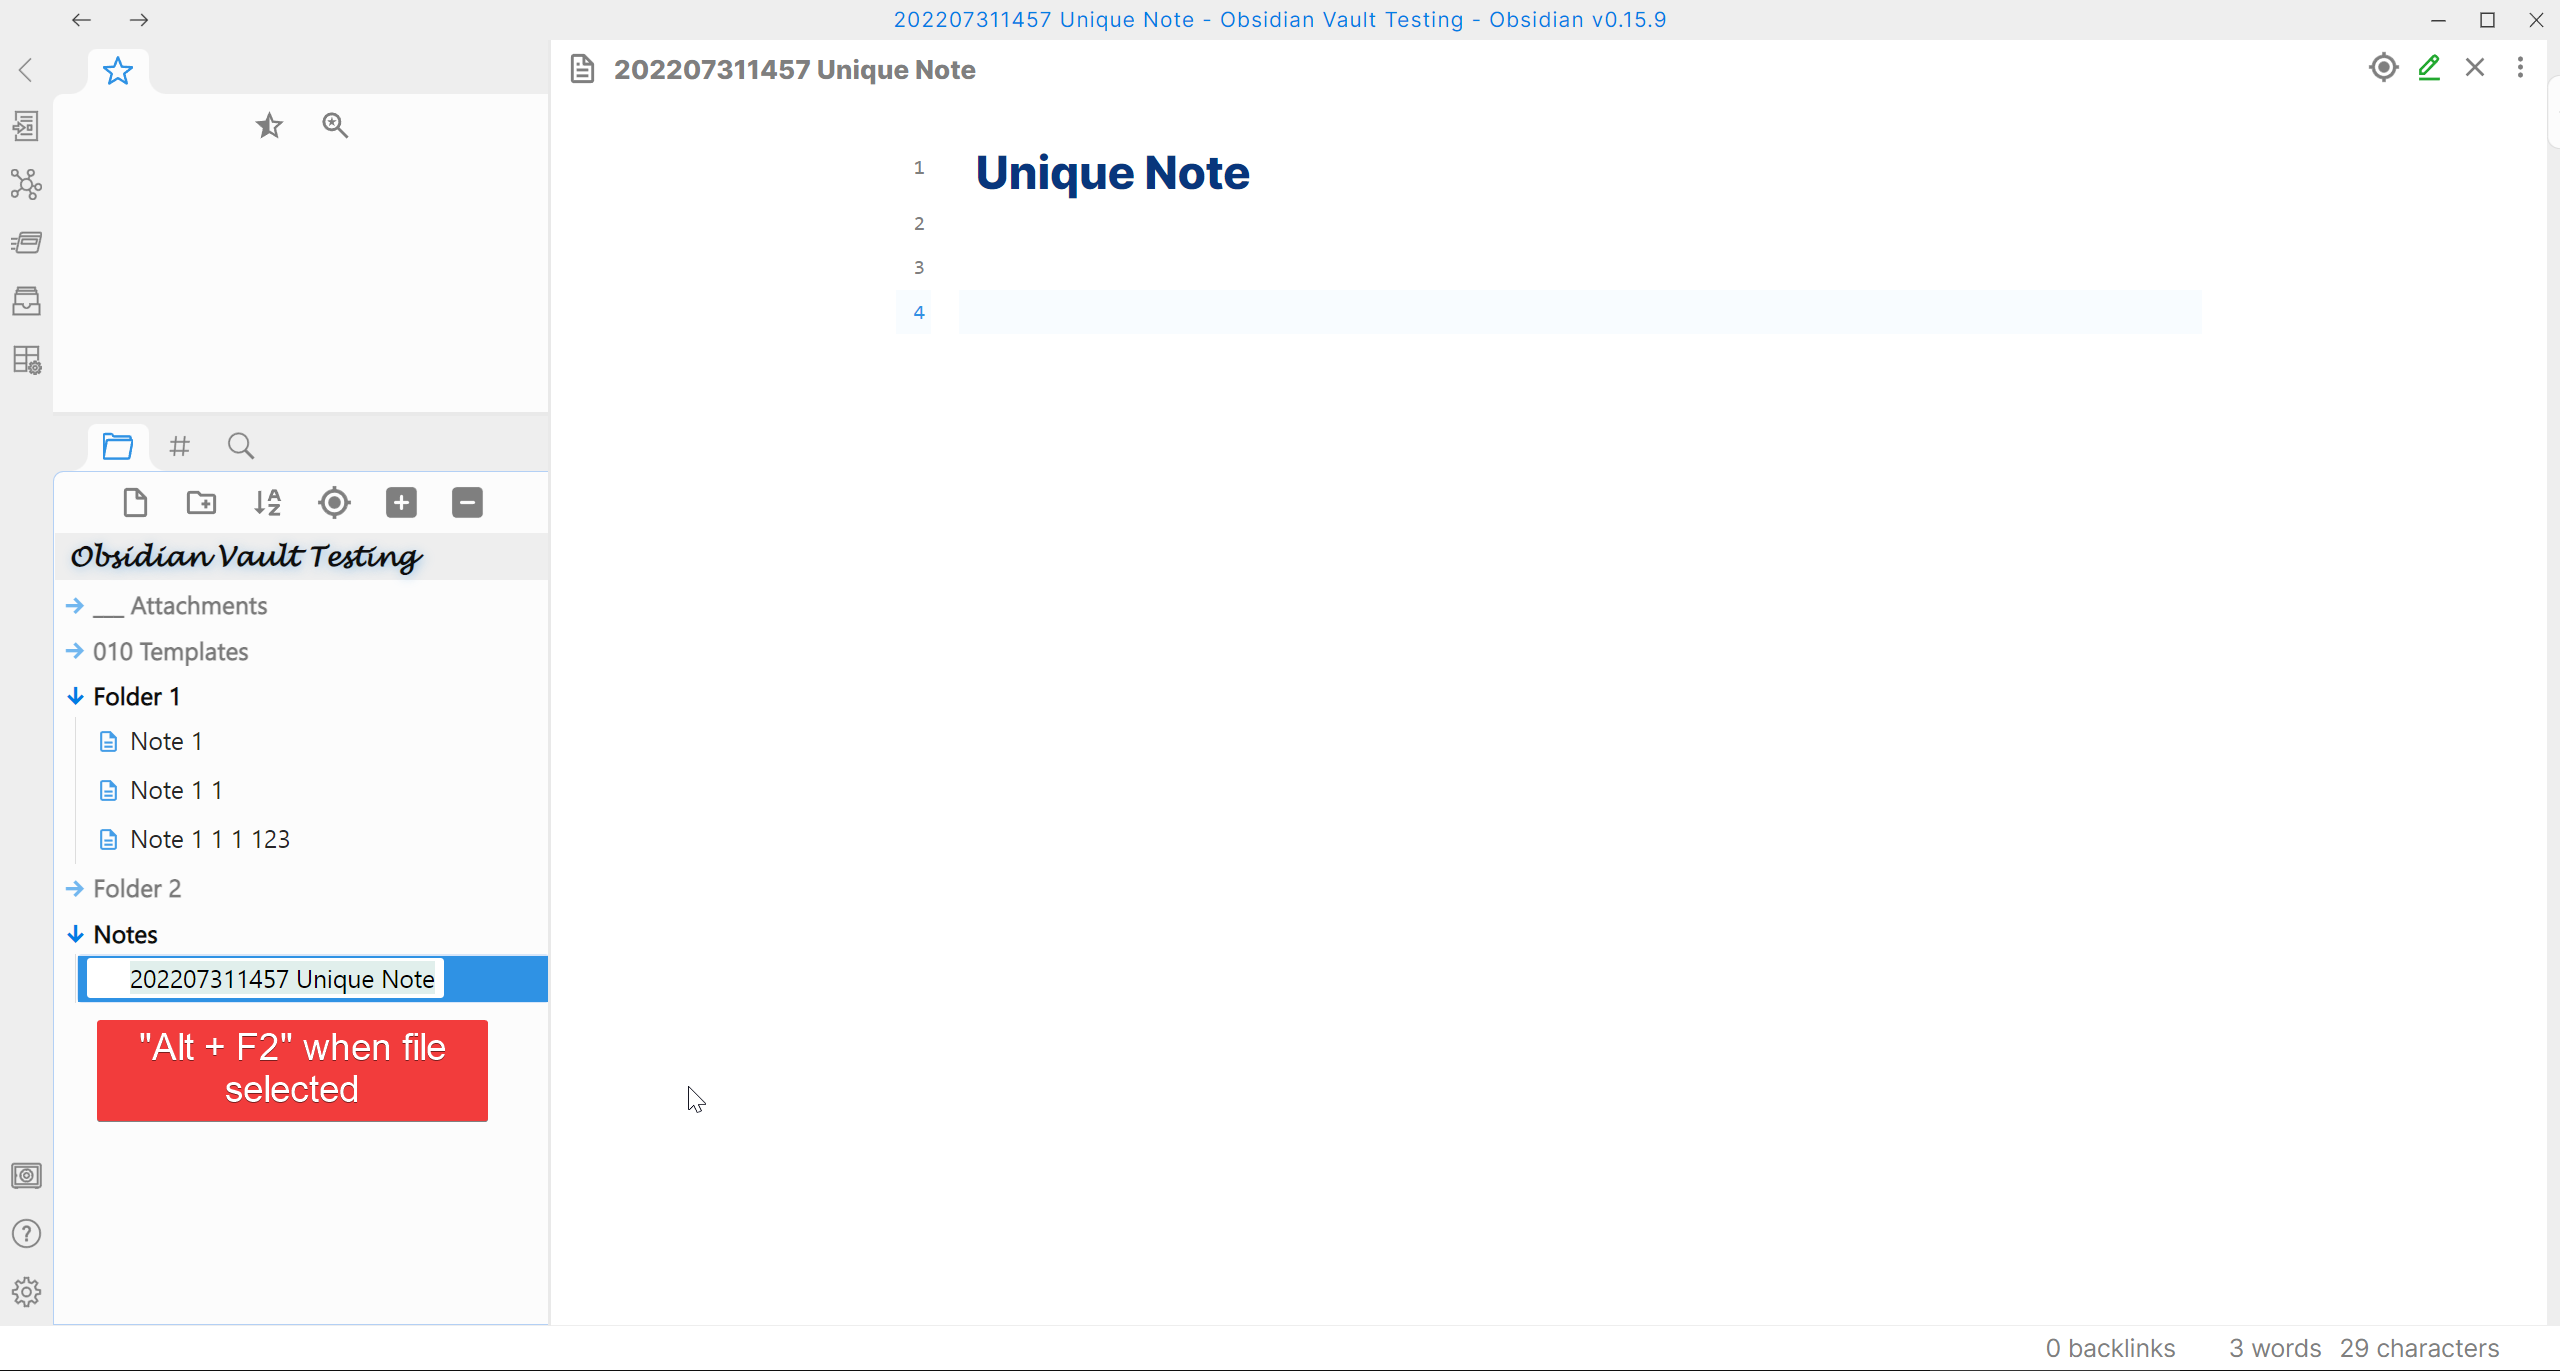 202207311457 Unique Note - Obsidian Vault Testing - Obsidian v0.15.9
202207311457 Unique Note
1 Unique Note
2
3
4
Obsidian Vault Testing
___ Attachments
010 Templates
Folder 1
Note 1
Note 1 1
Note 1 1 1 123
Folder 2
Notes
202207311457 Unique Note
"Alt + F2" when file
selected
0 backlinks 3 words 29 characters